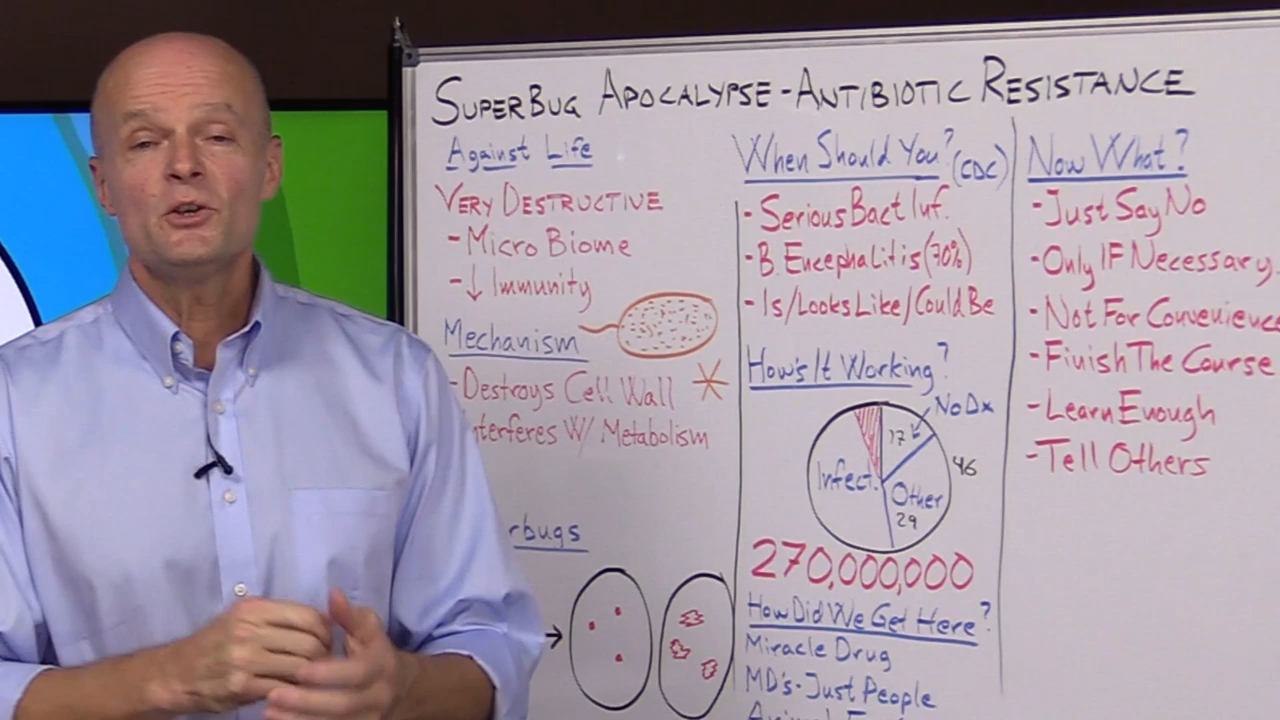 SUPERBUG APOCALYPSE - ANTIBIOTIC RESISTANCE
Against Life
VERY DESTRUCTIVE
- Micro Biome
- ↓ Immunity
Mechanism
- Destroys Cell Wall
nterferes W/ Metabolism
rbugs
When Should You? (CDC)
- Serious Bact Inf.
- B. Encephalitis (70%)
- Is/Looks Like/Could Be
How's It Working?
No Dx
17
46
Infect.
Other
29
270,000,000
How Did We Get Here?
Miracle Drug
MD's - Just People
Now What?
- Just Say No
- Only IF Necessary
- Not For Convenience
- Finish The Course
- Learn Enough
- Tell Others